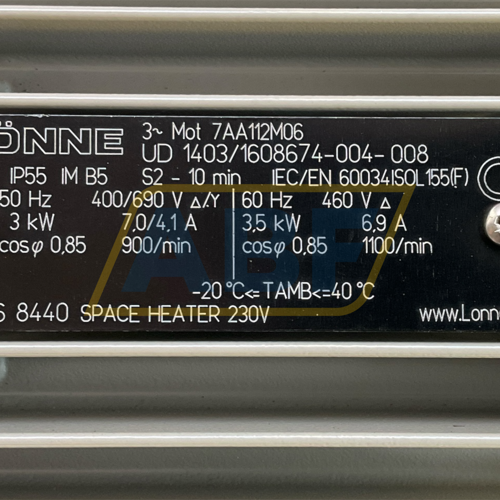 ÖNNE 3~ Mot 7AA112M06
UD 1403/1608674-004-008
IP55 IM B5 S2 - 10 min IEC/EN 60034 ISOL 155(F)
50 Hz 400/690 V Δ/Y 60 Hz 460 V Δ
3 kW 7,0/4,1 A 3,5 kW 6,9 A
cosφ 0,85 900/min cosφ 0,85 1100/min
-20 °C<=TAMB<=40 °C
S 8440 SPACE HEATER 230V www.Lonn
ABF